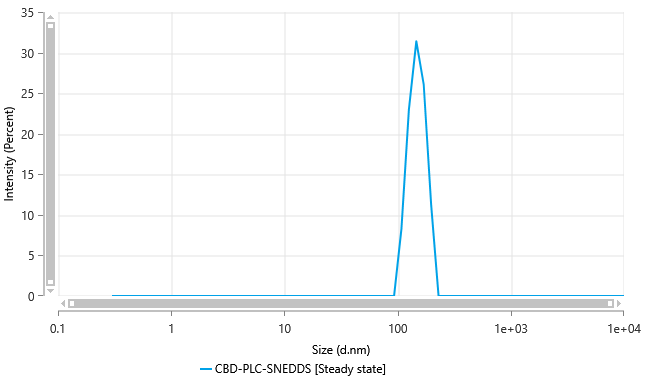 35
30
25
20
15
10
5
0
Intensity (Percent)
0.1 1 10 100 1e+03 1e+04
Size (d.nm)
CBD-PLC-SNEDDS [Steady state]